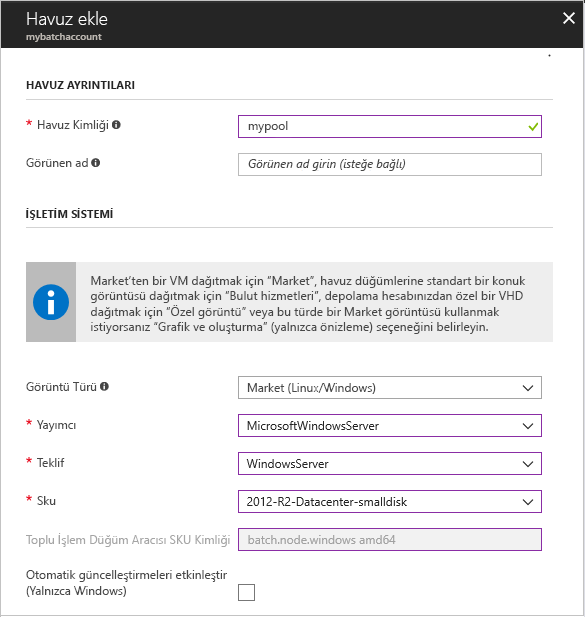 Havuz ekle
mybatchaccount
HAVUZ AYRINTILARI
* Havuz Kimliği
mypool
Görünen ad
Görünen ad girin (isteğe bağlı)
İŞLETİM SİSTEMİ
Market’ten bir VM dağıtmak için “Market”, havuz düğümlerine standart bir konuk
görüntüsü dağıtmak için “Bulut hizmetleri”, depolama hesabınızdan özel bir VHD
dağıtmak için “Özel görüntü” veya bu türde bir Market görüntüsü kullanmak
istiyorsanız “Grafik ve oluşturma” (yalnızca önizleme) seçeneğini belirleyin.
Görüntü Türü
Market (Linux/Windows)
* Yayımcı
MicrosoftWindowsServer
* Teklif
WindowsServer
* Sku
2012-R2-Datacenter-smalldisk
Toplu İşlem Düğüm Aracısı SKU Kimliği
batch.node.windows amd64
Otomatik güncelleştirmeleri etkinleştir
(Yalnızca Windows)